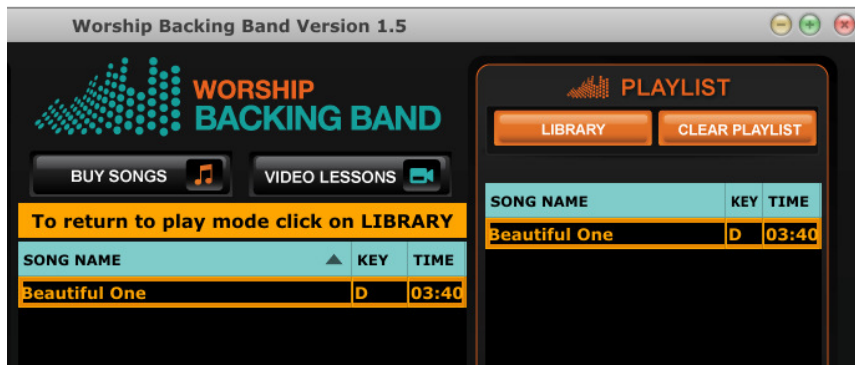 Worship Backing Band Version 1.5
WORSHIP
BACKING BAND
BUY SONGS
VIDEO LESSONS
To return to play mode click on LIBRARY
SONG NAME KEY TIME
Beautiful One D 03:40
PLAYLIST
LIBRARY
CLEAR PLAYLIST
SONG NAME KEY TIME
Beautiful One D 03:40